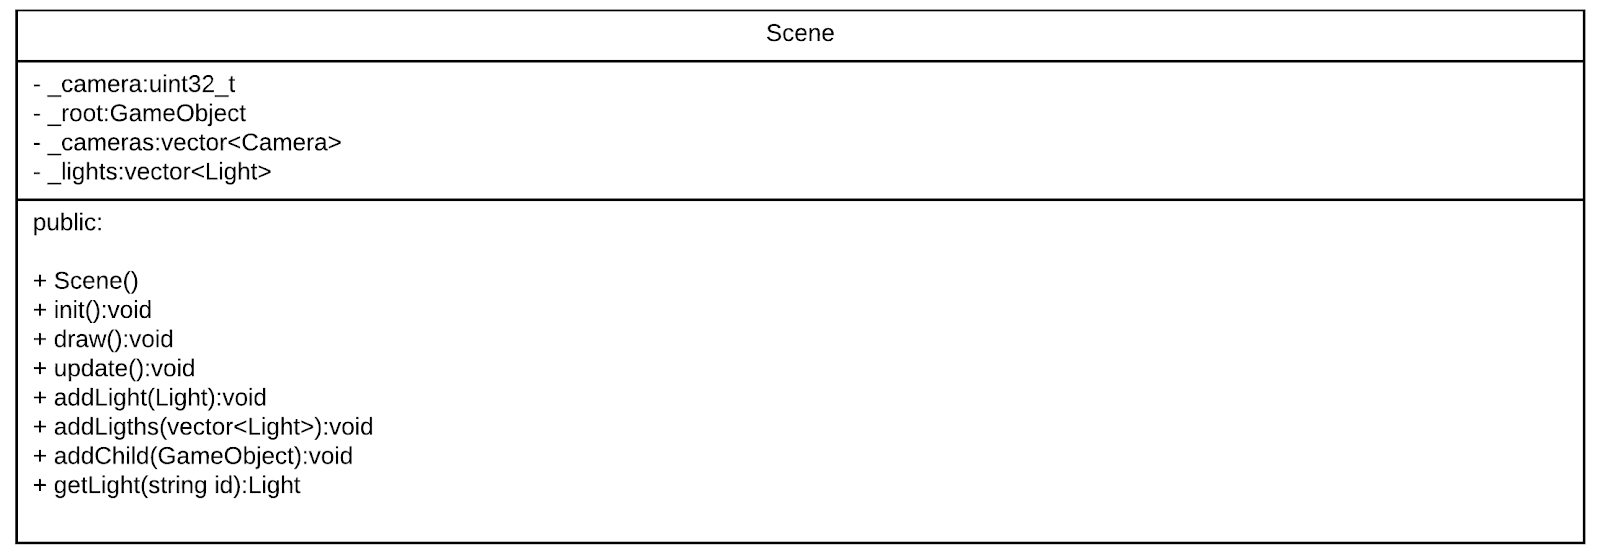 Scene
- _camera:uint32_t
- _root:GameObject
- _cameras:vector<Camera>
- _lights:vector<Light>
public:
+ Scene()
+ init():void
+ draw():void
+ update():void
+ addLight(Light):void
+ addLigths(vector<Light>):void
+ addChild(GameObject):void
+ getLight(string id):Light